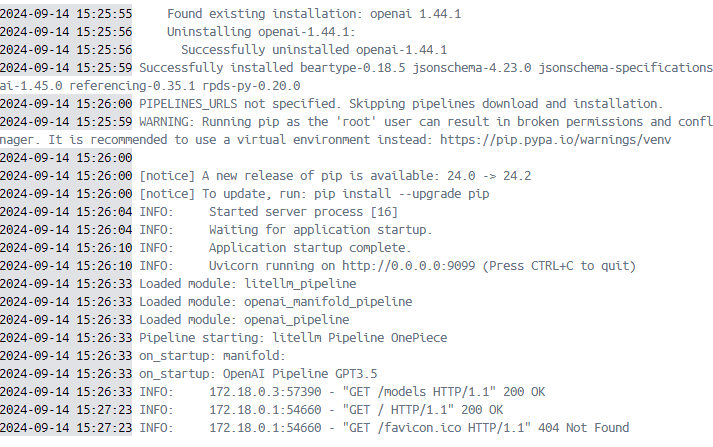 2024-09-14 15:25:55     Found existing installation: openai 1.44.1
2024-09-14 15:25:56     Uninstalling openai-1.44.1:
2024-09-14 15:25:56       Successfully uninstalled openai-1.44.1
2024-09-14 15:25:59 Successfully installed beartype-0.18.5 jsonschema-4.23.0 jsonschema-specifications
ai-1.45.0 referencing-0.35.1 rpds-py-0.20.0
2024-09-14 15:26:00 PIPELINES_URLS not specified. Skipping pipelines download and installation.
2024-09-14 15:25:59 WARNING: Running pip as the 'root' user can result in broken permissions and confl
nager. It is recommended to use a virtual environment instead: https://pip.pypa.io/warnings/venv
2024-09-14 15:26:00
2024-09-14 15:26:00 [notice] A new release of pip is available: 24.0 -> 24.2
2024-09-14 15:26:00 [notice] To update, run: pip install --upgrade pip
2024-09-14 15:26:04 INFO:     Started server process [16]
2024-09-14 15:26:04 INFO:     Waiting for application startup.
2024-09-14 15:26:10 INFO:     Application startup complete.
2024-09-14 15:26:10 INFO:     Uvicorn running on http://0.0.0.0:9099 (Press CTRL+C to quit)
2024-09-14 15:26:33 Loaded module: litellm_pipeline
2024-09-14 15:26:33 Loaded module: openai_manifold_pipeline
2024-09-14 15:26:33 Loaded module: openai_pipeline
2024-09-14 15:26:33 Pipeline starting: litellm Pipeline OnePiece
2024-09-14 15:26:33 on_startup: manifold:
2024-09-14 15:26:33 on_startup: OpenAI Pipeline GPT3.5
2024-09-14 15:26:33 INFO:     172.18.0.3:57390 - "GET /models HTTP/1.1" 200 OK
2024-09-14 15:27:23 INFO:     172.18.0.1:54660 - "GET / HTTP/1.1" 200 OK
2024-09-14 15:27:23 INFO:     172.18.0.1:54660 - "GET /favicon.ico HTTP/1.1" 404 Not Found